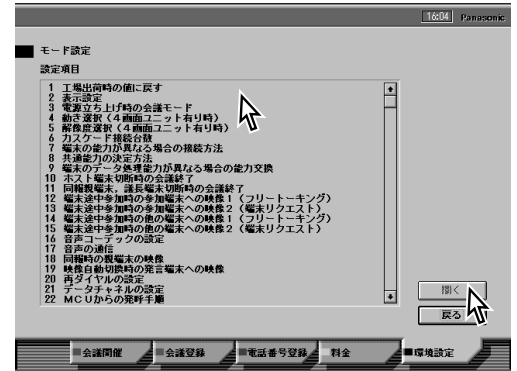 16:04 Panasonic
モード設定
設定項目
1 工場出荷時の値に戻す
2 表示設定
3 電源立ち上げ時の会議モード
4 動き選択（４画面ユニット有り時）
5 解像度選択（４画面ユニット有り時）
6 カスケード接続台数
7 端末の能力が異なる場合の接続方法
8 共通能力の決定方法
9 端末のデータ処理能力が異なる場合の能力交換
10 ホスト端末切断時の会議終了
11 同報親端末，議長端末切断時の会議終了
12 端末途中参加時の参加端末への映像１（フリートーキング）
13 端末途中参加時の参加端末への映像２（端末リクエスト）
14 端末途中参加時の他の端末への映像１（フリートーキング）
15 端末途中参加時の他の端末への映像２（端末リクエスト）
16 音声コーデックの設定
17 音声の通信
18 同報時の親端末の映像
19 映像自動切換時の発言端末への映像
20 再ダイヤルの設定
21 データチャネルの設定
22 ＭＣＵからの発呼手順
開く
戻る
会議開催 会議登録 電話番号登録 料金 環境設定